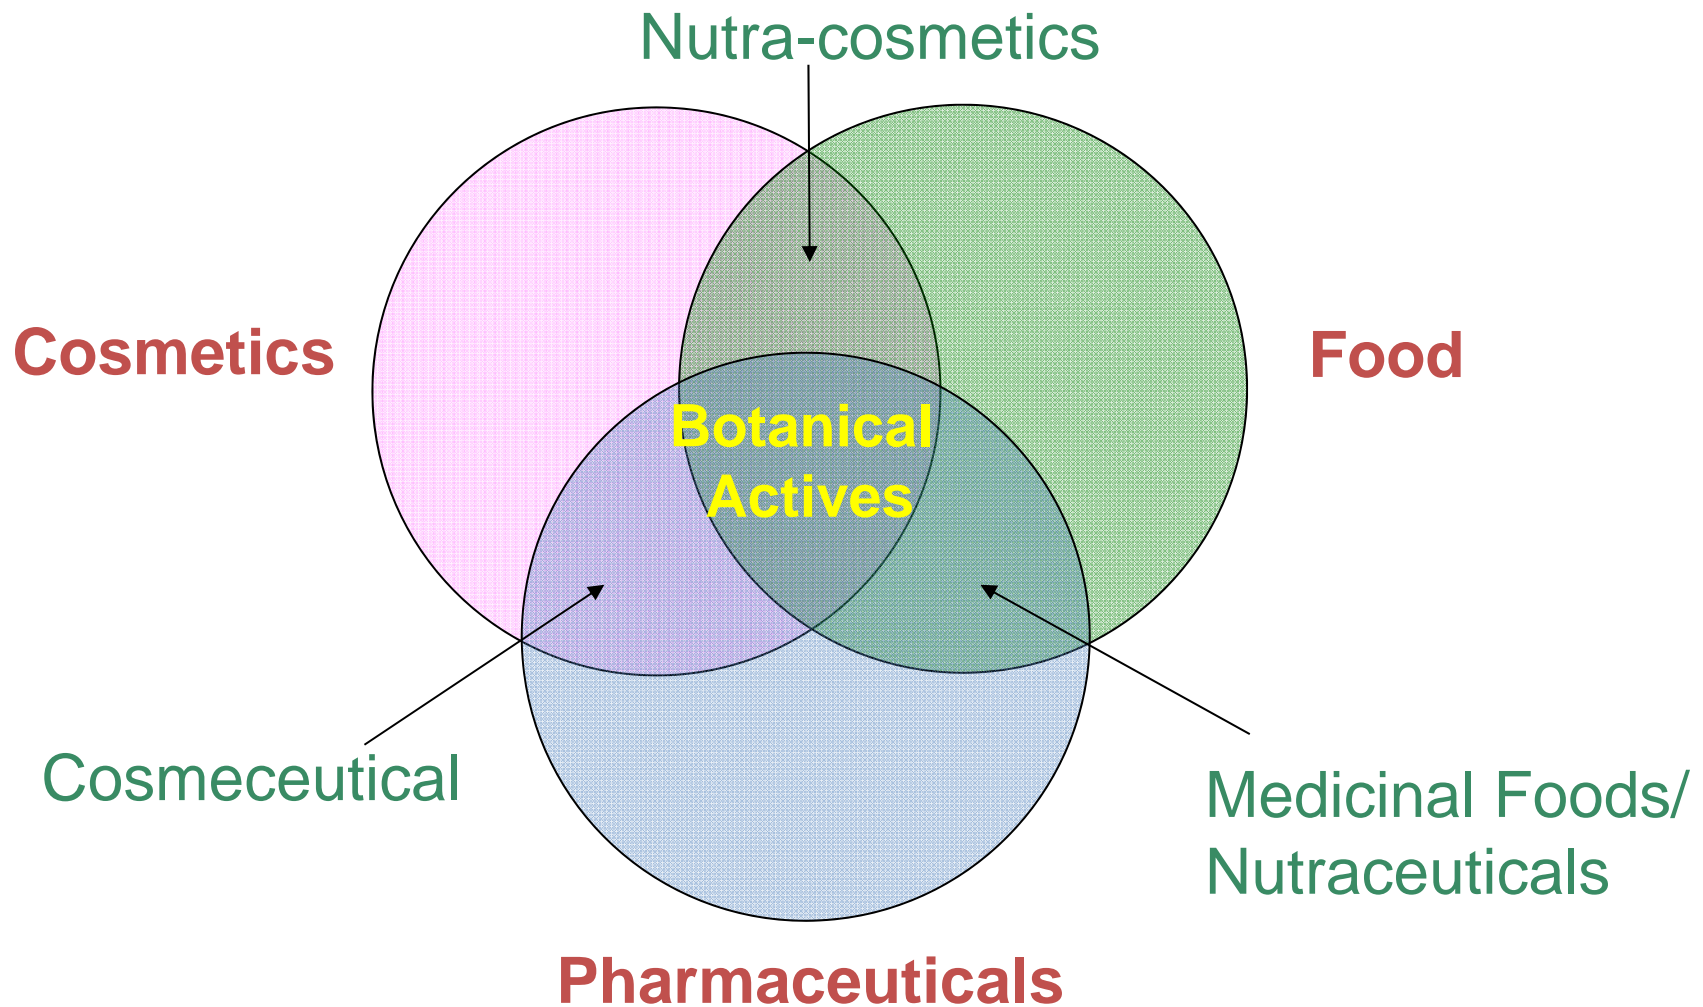 Nutra-cosmetics
Cosmetics
Food
Botanical
Actives
Cosmeceutical
Medicinal Foods/
Nutraceuticals
Pharmaceuticals